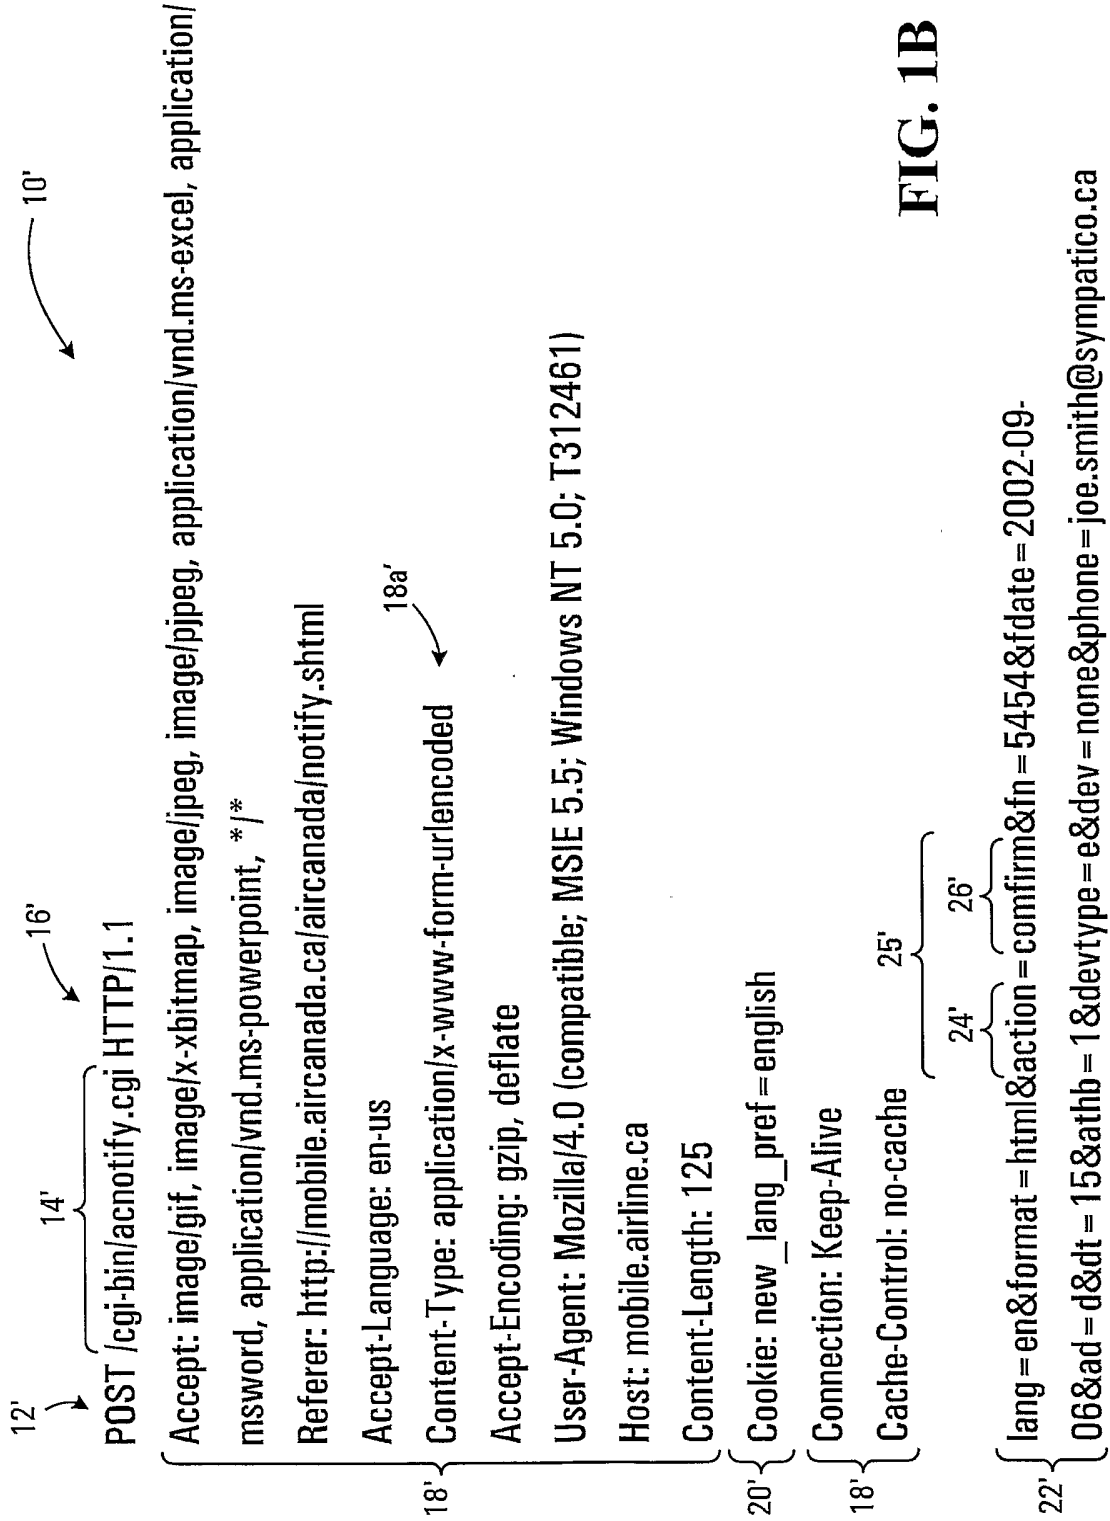 10'
12'
14'
16'
POST /cgi-bin/acnotify.cgi HTTP/1.1
Accept: image/gif, image/x-xbitmap, image/jpeg, image/pjpeg, application/vnd.ms-excel, application/
msword, application/vnd.ms-powerpoint, */*
Referer: http://mobile.aircanada.ca/aircanada/notify.shtml
Accept-Language: en-us
18a'
Content-Type: application/x-www-form-urlencoded
Accept-Encoding: gzip, deflate
User-Agent: Mozilla/4.0 (compatible; MSIE 5.5; Windows NT 5.0; T312461)
Host: mobile.airline.ca
Content-Length: 125
18'
20'
Cookie: new_lang_pref=english
Connection: Keep-Alive
Cache-Control: no-cache
18'
25'
24'
26'
lang=en&format=html&action=comfirm&fn=5454&fdate=2002-09-
06&ad=d&dt=15&athb=1&devtype=e&dev=none&phone=joe.smith@sympatico.ca
22'
FIG. 1B